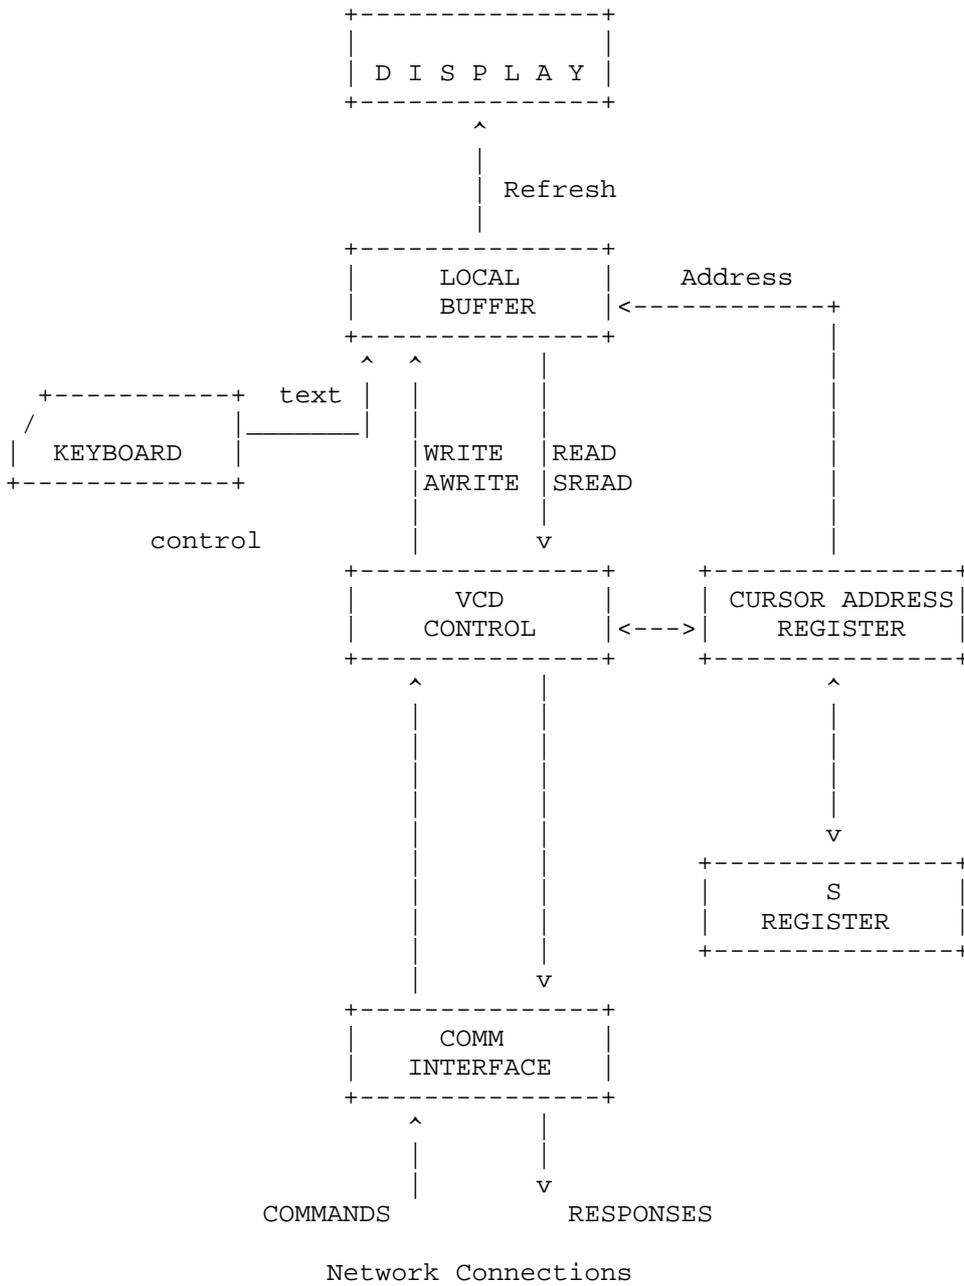 D I S P L A Y
Refresh
LOCAL
BUFFER
Address
text
KEYBOARD
WRITE
AWRITE
READ
SREAD
control
VCD
CONTROL
CURSOR ADDRESS
REGISTER
S
REGISTER
COMM
INTERFACE
COMMANDS
RESPONSES
Network Connections